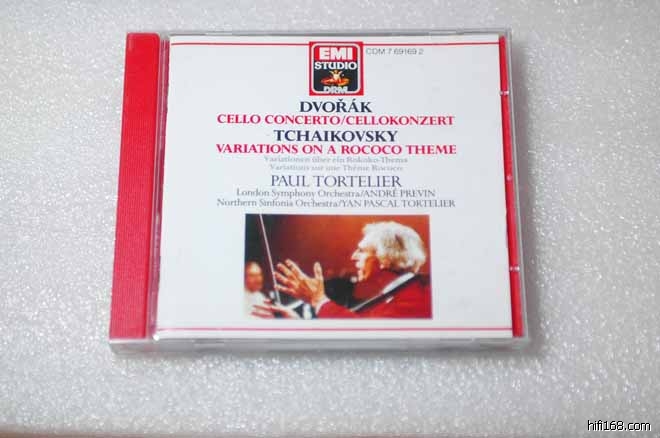 EMI
STUDIO
DRM
CDM 7 69169 2
DVOŘÁK
CELLO CONCERTO/CELLOKONZERT
TCHAIKOVSKY
VARIATIONS ON A ROCOCO THEME
Variationen über ein Rokoko-Thema
Variations sur une Thème Rococo
PAUL TORTELIER
London Symphony Orchestra/ANDRÉ PREVIN
Northern Sinfonia Orchestra/YAN PASCAL TORTELIER
hifi168.com